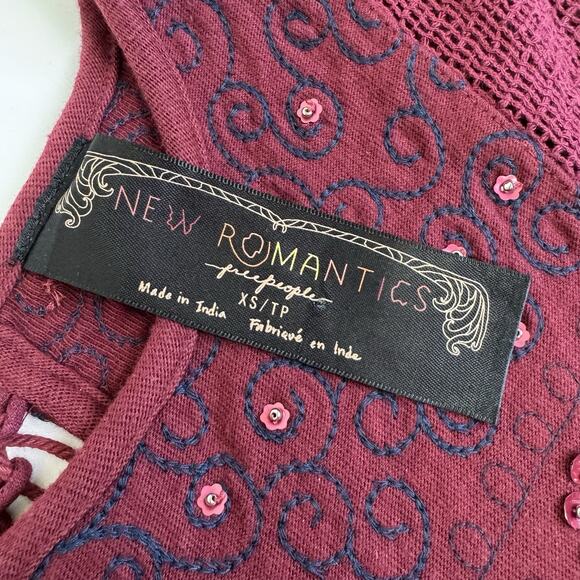 NEW ROMANTICS
free people
XS/TP
Made in India Fabriqué en Inde